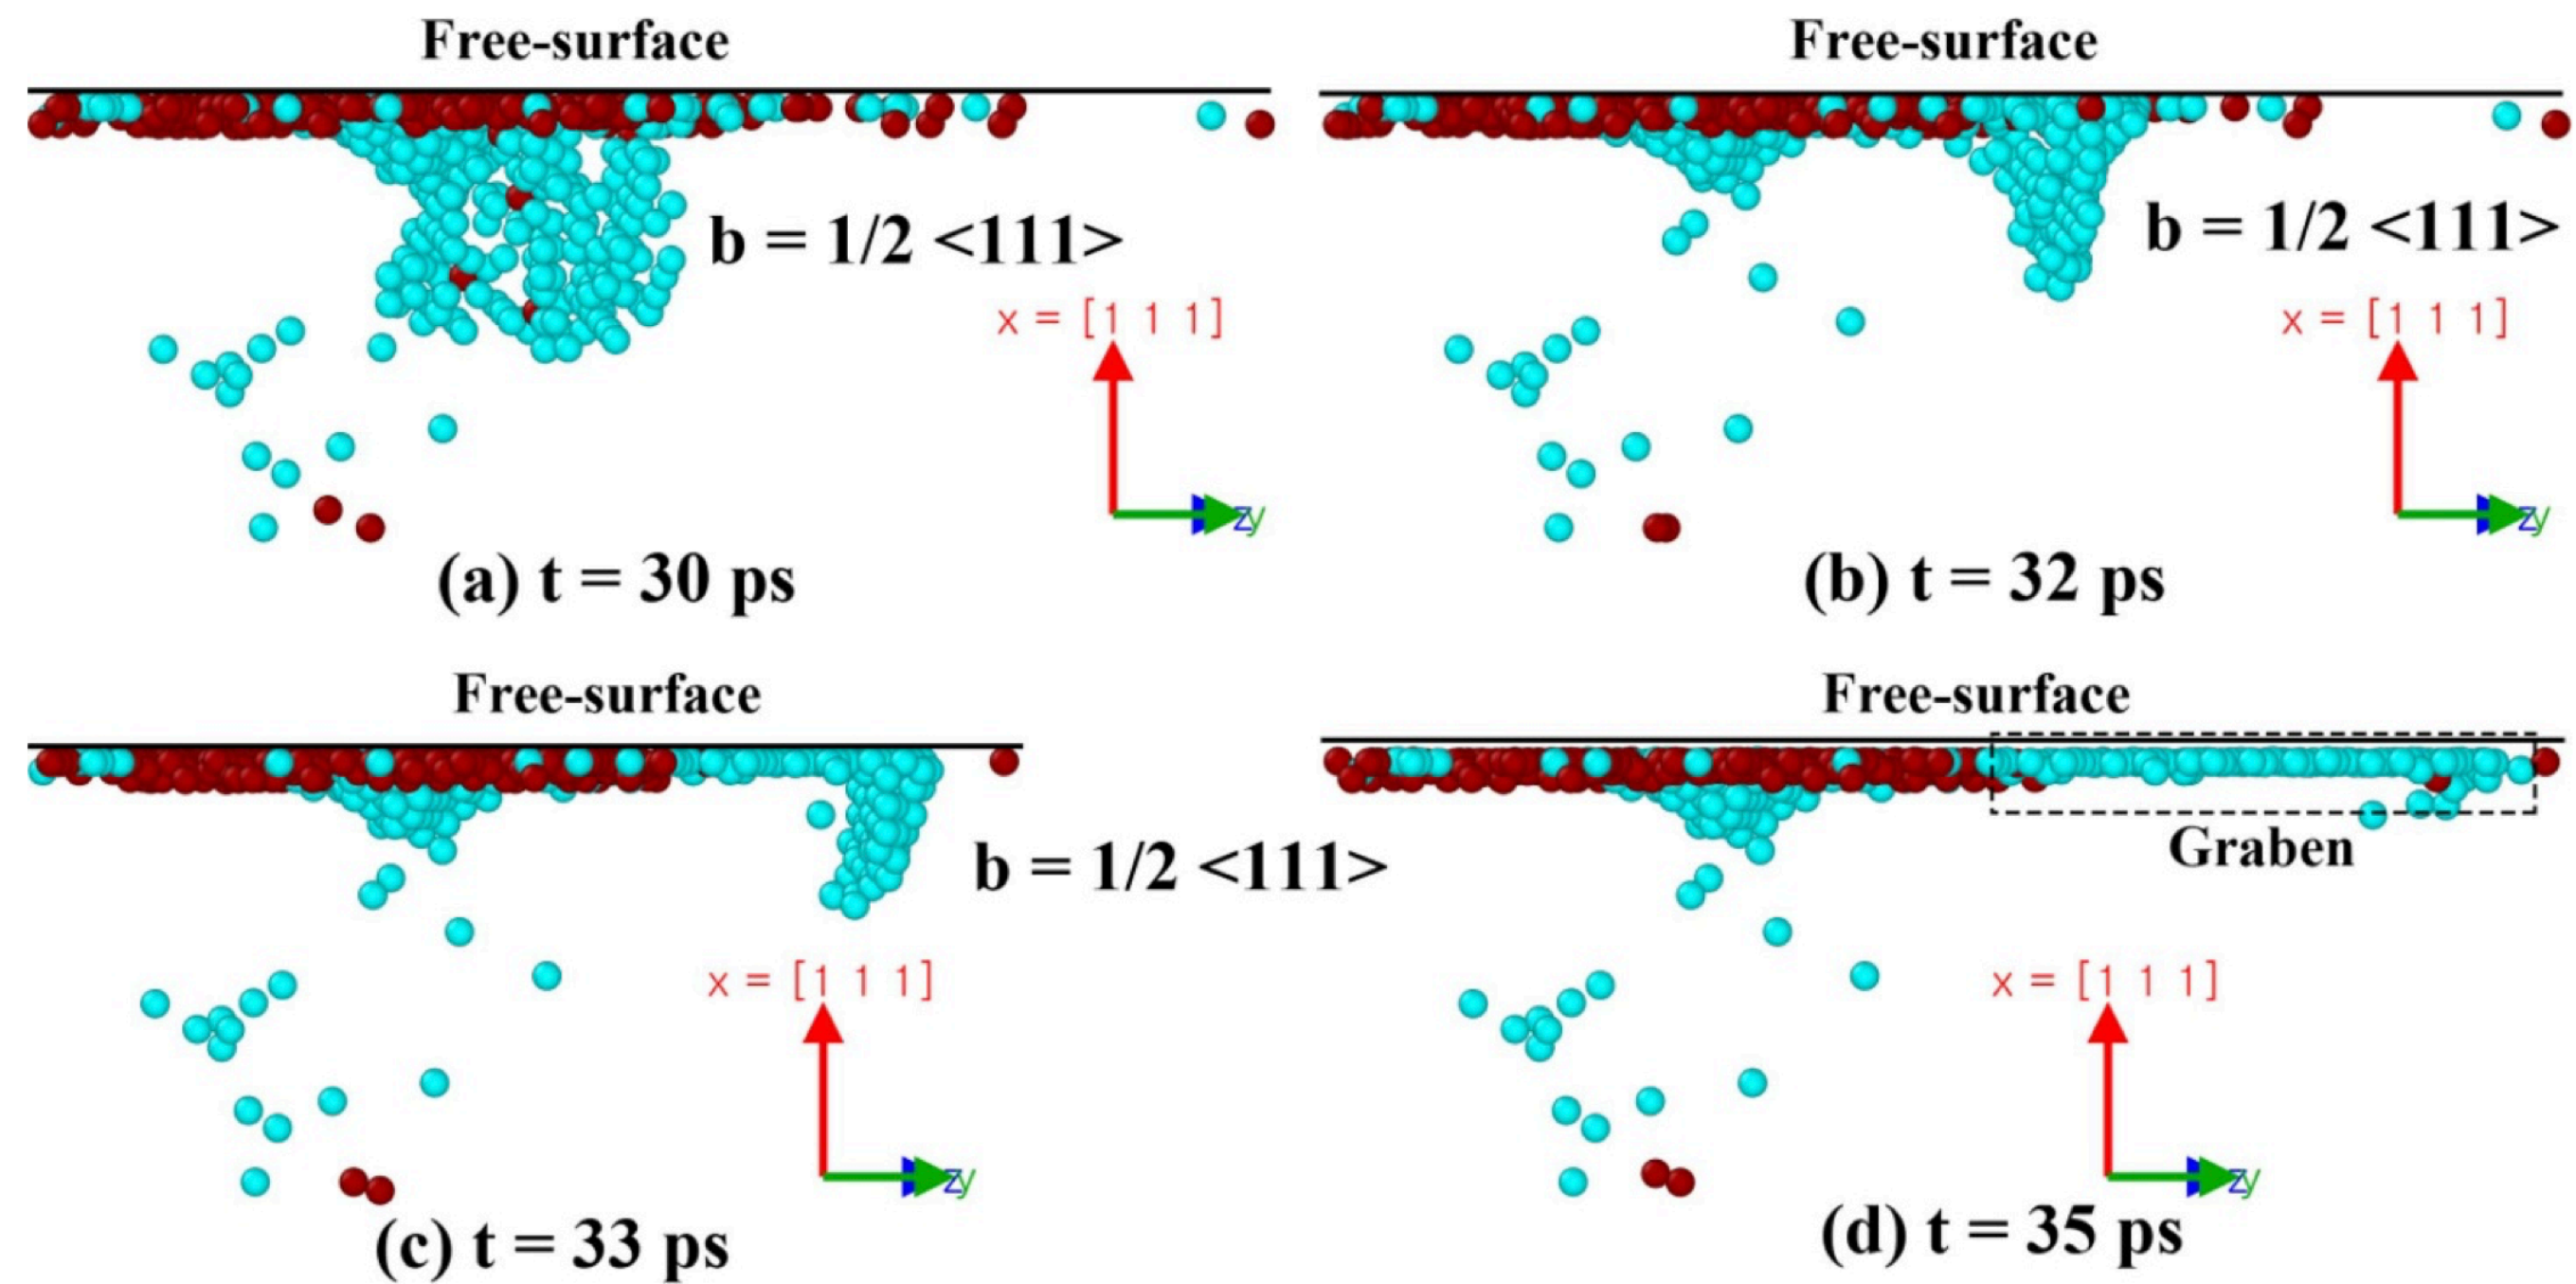 Free-surface
b = 1/2 <111>
x = [1 1 1]
zy
(a) t = 30 ps
Free-surface
b = 1/2 <111>
x = [1 1 1]
zy
(b) t = 32 ps
Free-surface
b = 1/2 <111>
x = [1 1 1]
zy
(c) t = 33 ps
Free-surface
Graben
x = [1 1 1]
zy
(d) t = 35 ps